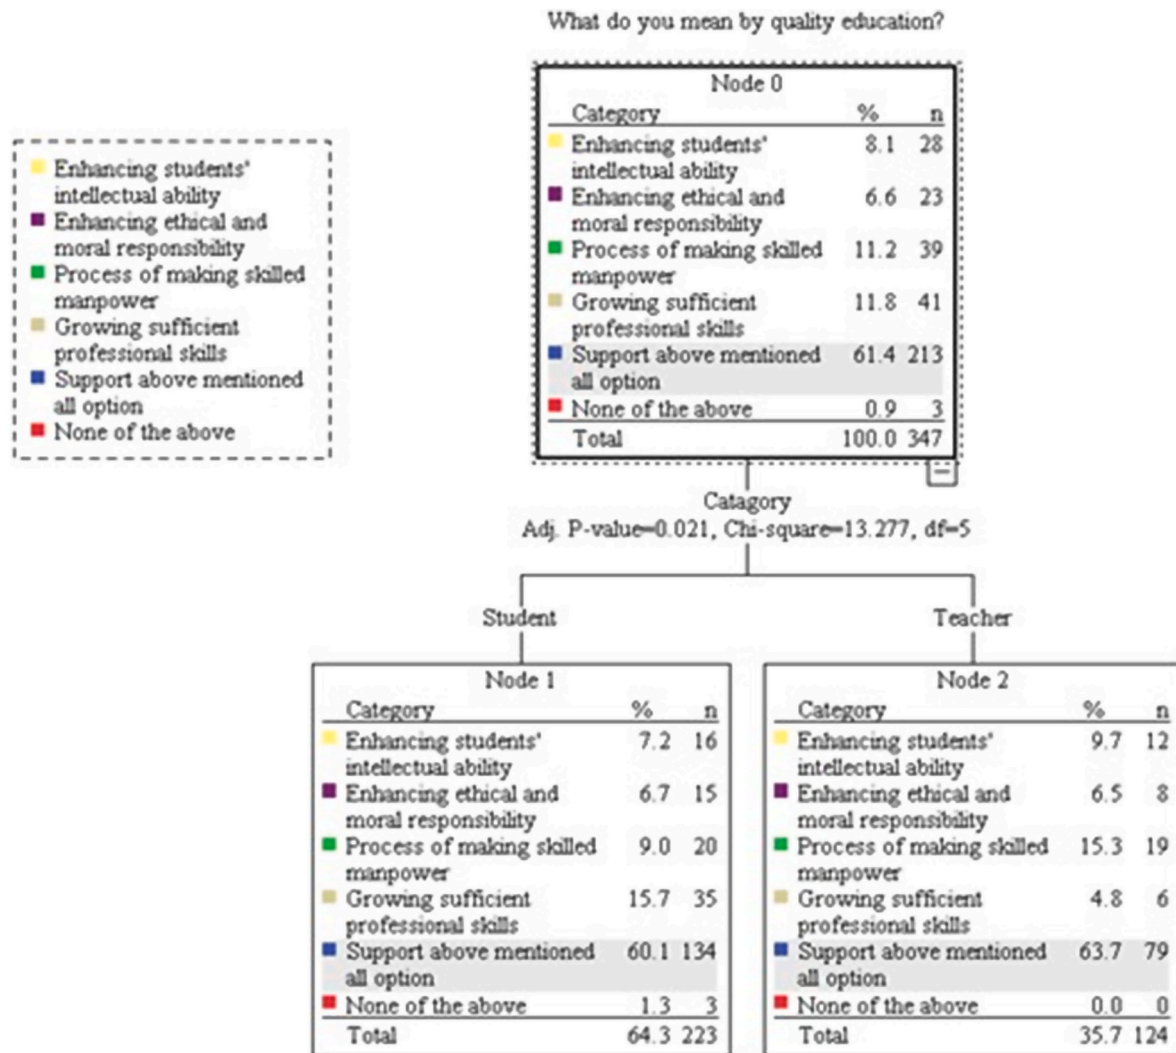 What do you mean by quality education?
Enhancing students'
intellectual ability
Enhancing ethical and
moral responsibility
Process of making skilled
manpower
Growing sufficient
professional skills
Support above mentioned
all option
None of the above
Node 0
Category % n
Enhancing students' 8.1 28
intellectual ability
Enhancing ethical and 6.6 23
moral responsibility
Process of making skilled 11.2 39
manpower
Growing sufficient 11.8 41
professional skills
Support above mentioned 61.4 213
all option
None of the above 0.9 3
Total 100.0 347
Catagory
Adj. P-value=0.021, Chi-square=13.277, df=5
Student
Teacher
Node 1
Category % n
Enhancing students' 7.2 16
intellectual ability
Enhancing ethical and 6.7 15
moral responsibility
Process of making skilled 9.0 20
manpower
Growing sufficient 15.7 35
professional skills
Support above mentioned 60.1 134
all option
None of the above 1.3 3
Total 64.3 223
Node 2
Category % n
Enhancing students' 9.7 12
intellectual ability
Enhancing ethical and 6.5 8
moral responsibility
Process of making skilled 15.3 19
manpower
Growing sufficient 4.8 6
professional skills
Support above mentioned 63.7 79
all option
None of the above 0.0 0
Total 35.7 124